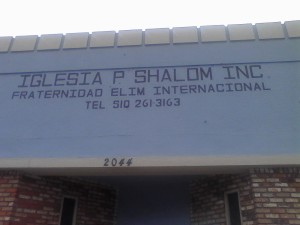 IGLESIA P SHALOM INC
FRATERNIDAD ELIM INTERNACIONAL
TEL 510 261-3163
2044